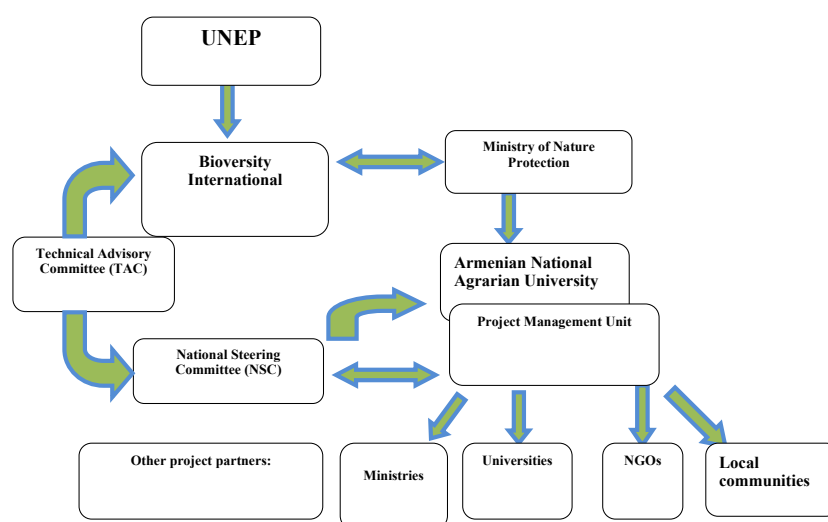 UNEP
Bioversity
International
Ministry of Nature
Protection
Technical Advisory
Committee (TAC)
Armenian National
Agrarian University
Project Management Unit
National Steering
Committee (NSC)
Other project partners:
Ministries
Universities
NGOs
Local
communities